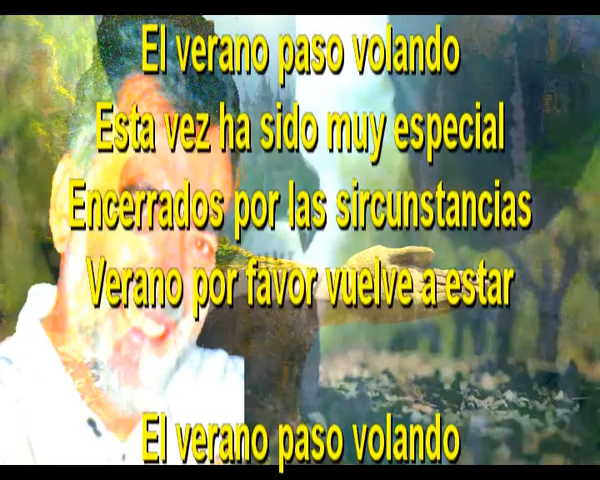 El verano paso volando
Esta vez ha sido muy especial
Encerrados por las sircunstancias
Verano por favor vuelve a estar
El verano paso volando